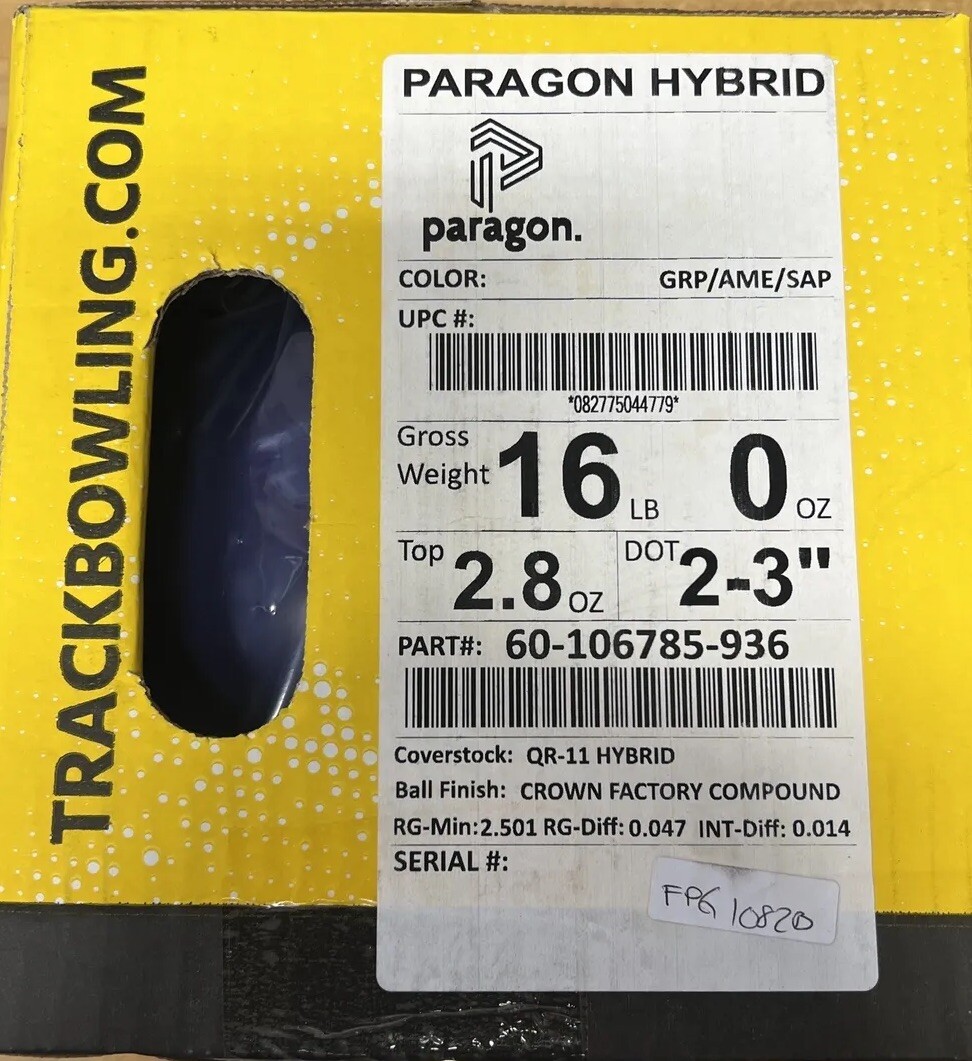 TRACKBOWLING.COM
PARAGON HYBRID
paragon.
COLOR: GRP/AME/SAP
UPC #:
*082775044779*
Gross Weight 16 LB 0 OZ
Top 2.8 OZ DOT 2-3"
PART#: 60-106785-936
Coverstock: QR-11 HYBRID
Ball Finish: CROWN FACTORY COMPOUND
RG-Min:2.501 RG-Diff: 0.047 INT-Diff: 0.014
SERIAL #:
FPG 10820